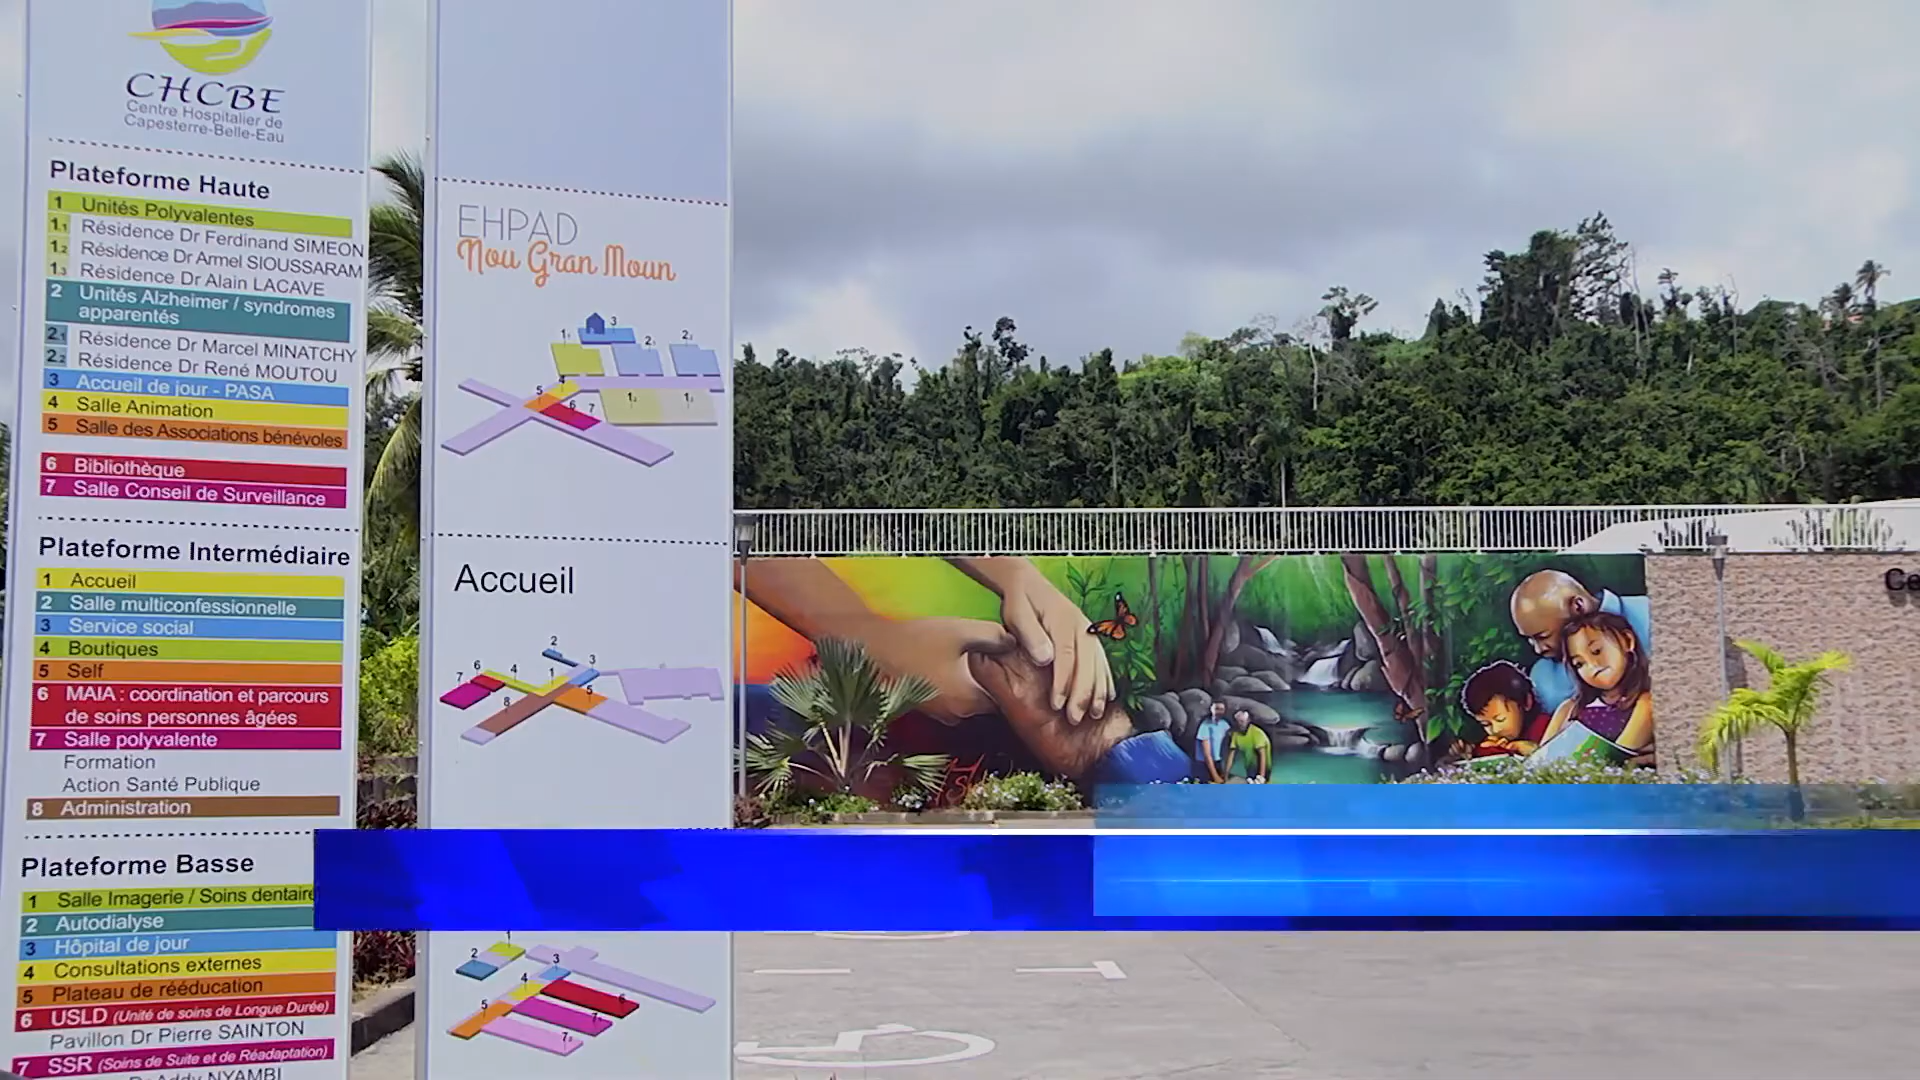 CHCBE
Centre Hospitalier de
Capesterre-Belle-Eau
Plateforme Haute
1 Unités Polyvalentes
1.1 Résidence Dr Ferdinand SIMEON
1.2 Résidence Dr Armel SIOUSSARAM
1.3 Résidence Dr Alain LACAVE
2 Unités Alzheimer / syndromes
apparentés
2.1 Résidence Dr Marcel MINATCHY
2.2 Résidence Dr René MOUTOU
3 Accueil de jour - PASA
4 Salle Animation
5 Salle des Associations bénévoles
6 Bibliothèque
7 Salle Conseil de Surveillance
Plateforme Intermédiaire
1 Accueil
2 Salle multiconfessionnelle
3 Service social
4 Boutiques
5 Self
6 MAIA : coordination et parcours
de soins personnes âgées
7 Salle polyvalente
Formation
Action Santé Publique
8 Administration
Plateforme Basse
1 Salle Imagerie / Soins dentaire
2 Autodialyse
3 Hôpital de jour
4 Consultations externes
5 Plateau de rééducation
6 USLD (Unité de soins de Longue Durée)
Pavillon Dr Pierre SAINTON
7 SSR (Soins de Suite et de Réadaptation)
Dr Addy NYAMBI
EHPAD
Nou Gran Moun
Accueil
Ce